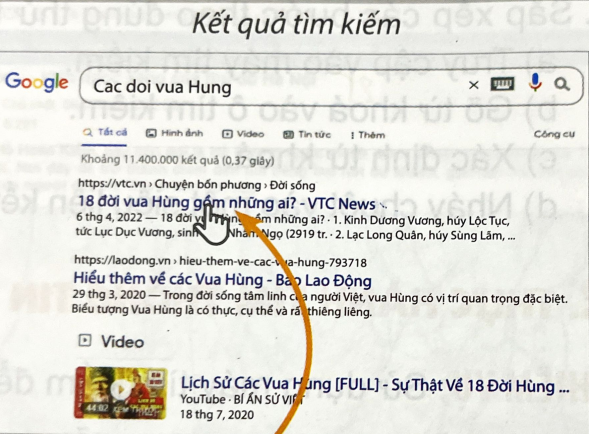 Kết quả tìm kiếm
Google Cac doi vua Hung
Tất cả Hình ảnh Video Tin tức Thêm Công cụ
Khoảng 11.400.000 kết quả (0,37 giây)
https://vtc.vn › Chuyện bốn phương › Đời sống
18 đời vua Hùng gồm những ai? - VTC News
6 thg 4, 2022 — 18 đời gồm những ai? · 1. Kinh Dương Vương, húy Lộc Tục,
tức Lục Dục Vương, sinh Nhâm Ngọ (2919 tr. · 2. Lạc Long Quân, húy Sùng Lãm, ...
https://laodong.vn › hieu-them-ve-cac-vua-hung-793718
Hiểu thêm về các Vua Hùng - Báo Lao Động
29 thg 3, 2020 — Trong đời sống tâm linh của người Việt, vua Hùng có vị trí quan trọng đặc biệt.
Biểu tượng Vua Hùng là có thực, cụ thể và rất thiêng liêng.
Video
Lịch Sử Các Vua Hùng [FULL] - Sự Thật Về 18 Đời Hùng ...
YouTube · BÍ ẨN SỬ VIỆT
44:02
18 thg 7, 2020